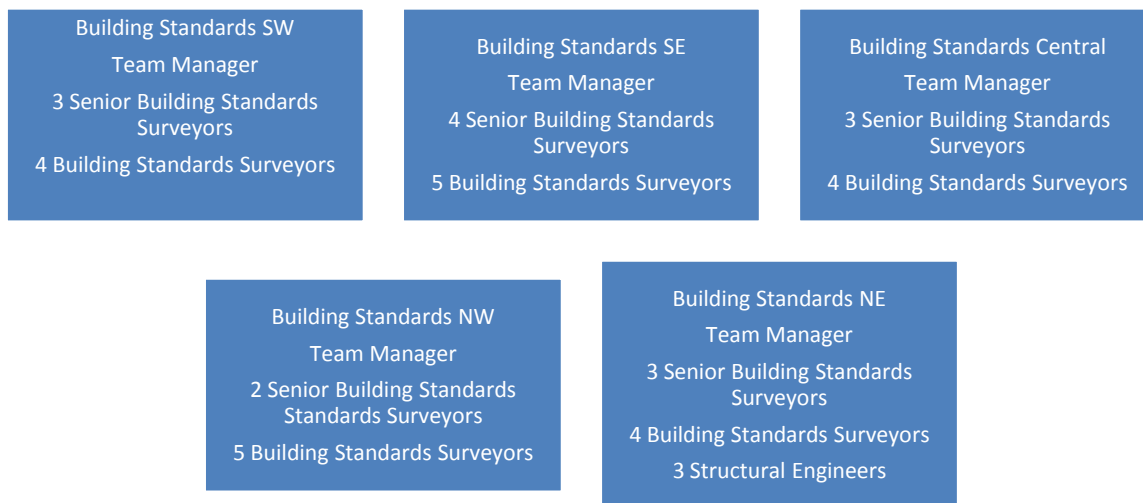 Building Standards SW
Team Manager
3 Senior Building Standards
Surveyors
4 Building Standards Surveyors
Building Standards SE
Team Manager
4 Senior Building Standards
Surveyors
5 Building Standards Surveyors
Building Standards Central
Team Manager
3 Senior Building Standards
Surveyors
4 Building Standards Surveyors
Building Standards NW
Team Manager
2 Senior Building Standards
Standards Surveyors
5 Building Standards Surveyors
Building Standards NE
Team Manager
3 Senior Building Standards
Surveyors
4 Building Standards Surveyors
3 Structural Engineers